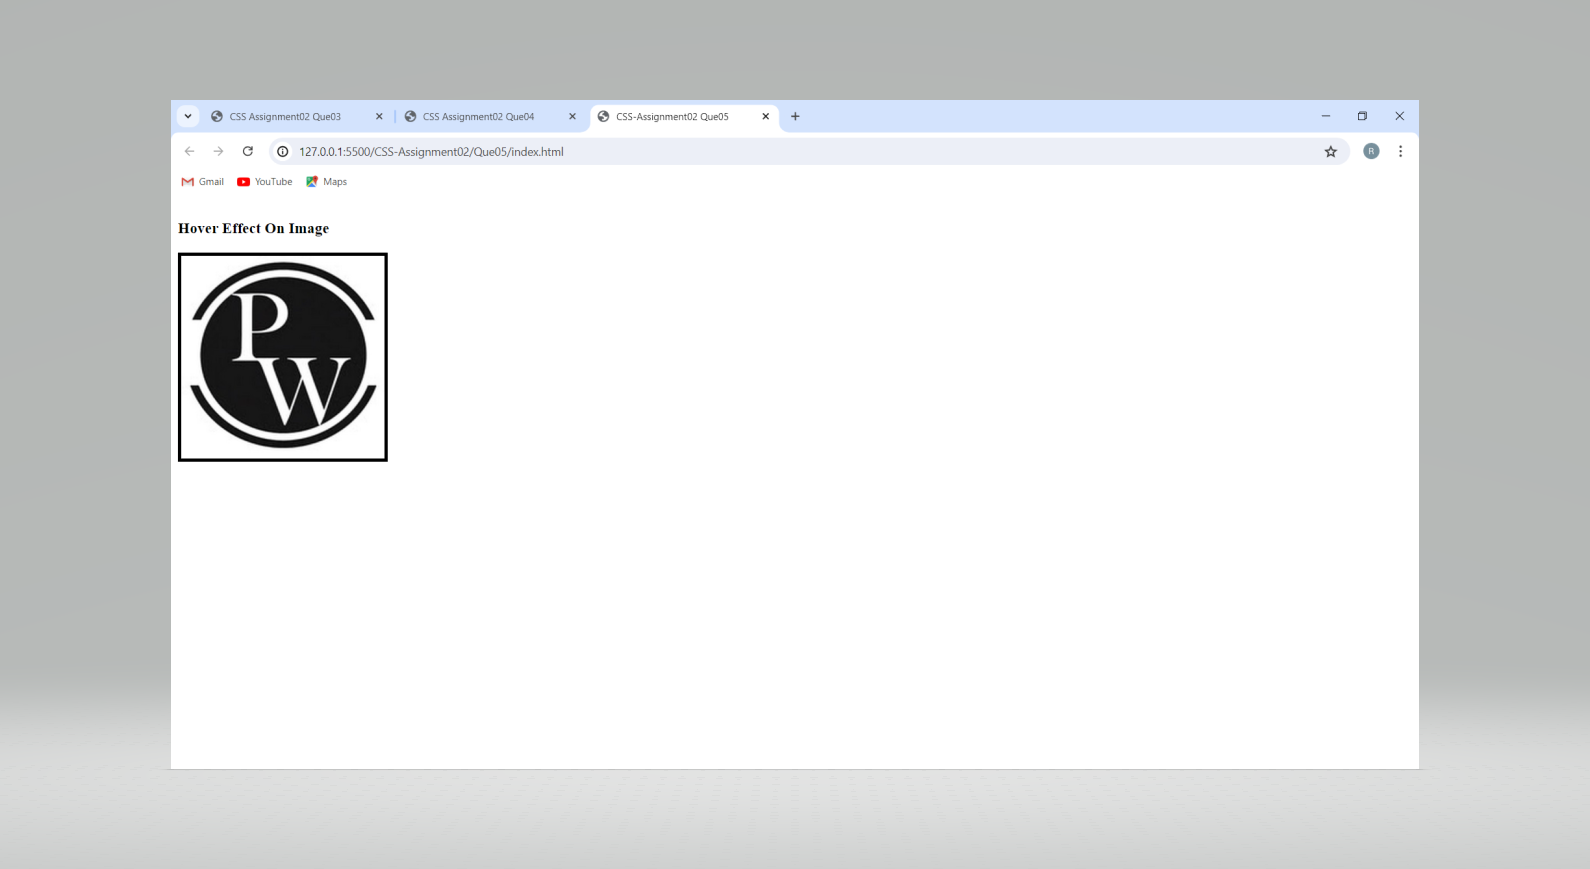 CSS Assignment02 Que03
CSS Assignment02 Que04
CSS-Assignment02 Que05
127.0.0.1:5500/CSS-Assignment02/Que05/index.html
R
Gmail
YouTube
Maps
Hover Effect On Image
P
W